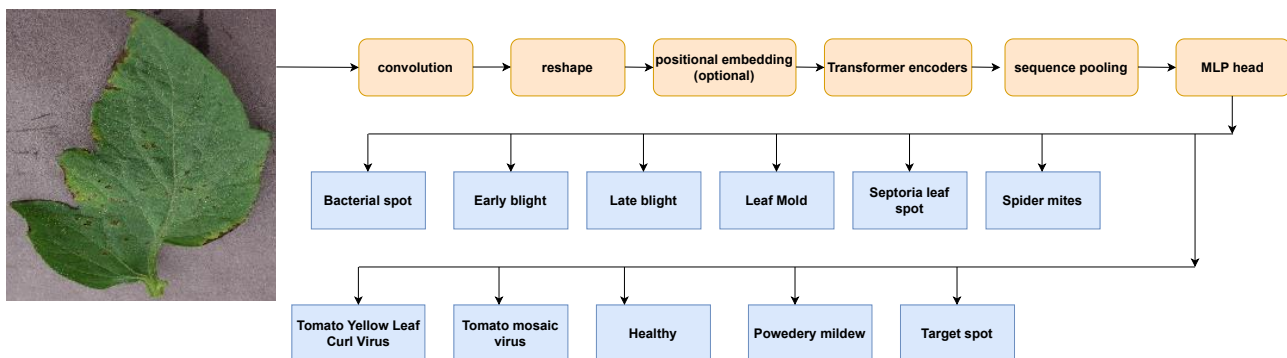 convolution
reshape
positional embedding
(optional)
Transformer encoders
sequence pooling
MLP head
Bacterial spot
Early blight
Late blight
Leaf Mold
Septoria leaf
spot
Spider mites
Tomato Yellow Leaf
Curl Virus
Tomato mosaic
virus
Healthy
Powedery mildew
Target spot